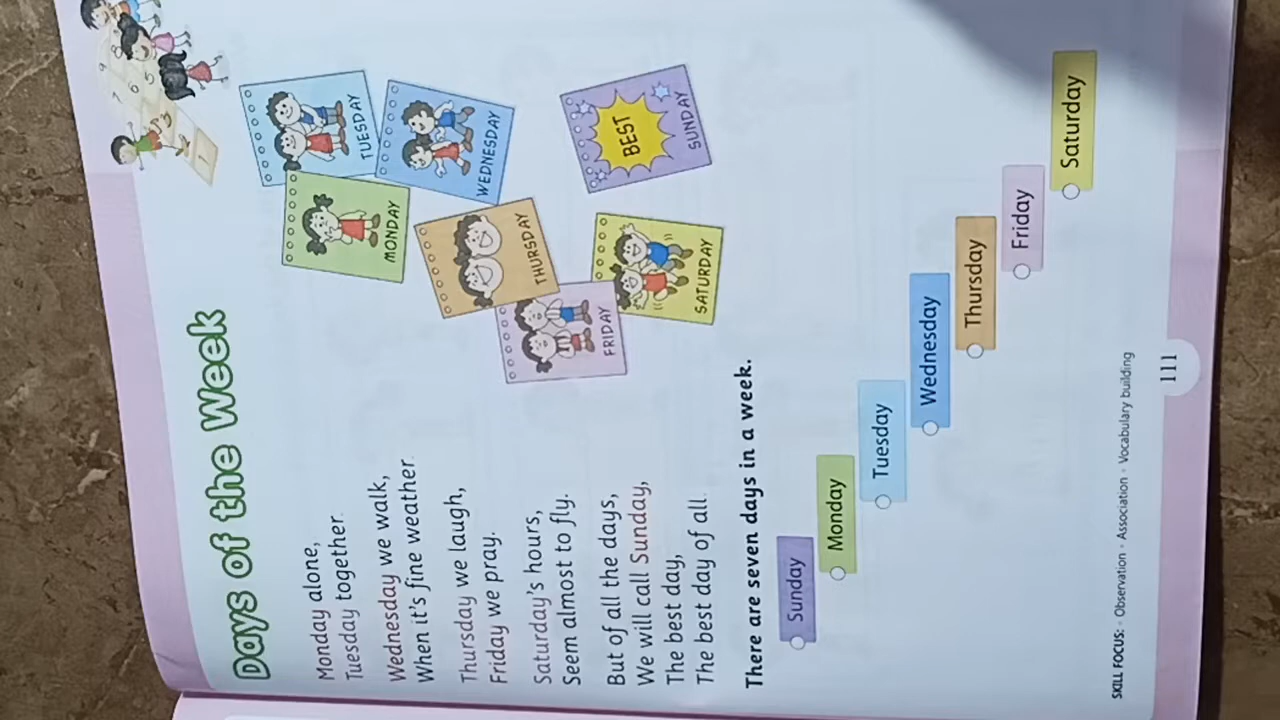 Days of the Week
Monday alone,
Tuesday together.
Wednesday we walk,
When it's fine weather.
Thursday we laugh,
Friday we pray.
Saturday's hours,
Seem almost to fly.
But of all the days,
We will call Sunday,
The best day,
The best day of all.
MONDAY
TUESDAY
WEDNESDAY
THURSDAY
FRIDAY
SATURDAY
BEST
SUNDAY
There are seven days in a week.
Sunday
Monday
Tuesday
Wednesday
Thursday
Friday
Saturday
SKILL FOCUS: • Observation • Association • Vocabulary building
111